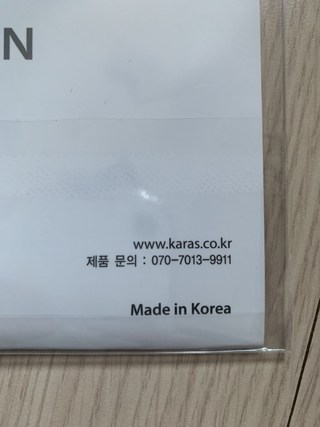 N
www.karas.co.kr
제품 문의 : 070-7013-9911
Made in Korea